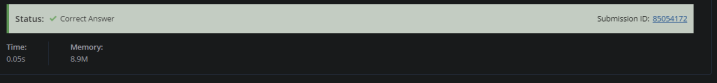 Status: ✓ Correct Answer Submission ID: 85054172
Time: Memory:
0.05s 8.9M